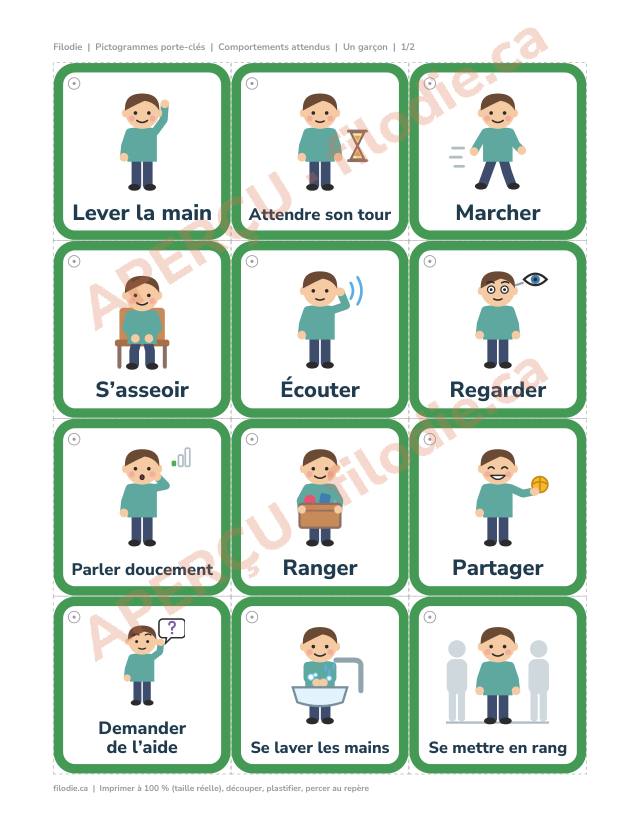 Filodie | Pictogrammes porte-clés | Comportements attendus | Un garçon | 1/2
Lever la main
Attendre son tour
Marcher
S'asseoir
Écouter
Regarder
Parler doucement
Ranger
Partager
?
Demander
de l'aide
Se laver les mains
Se mettre en rang
APERÇU · filodie.ca
APERÇU · filodie.ca
filodie.ca | Imprimer à 100 % (taille réelle), découper, plastifier, percer au repère